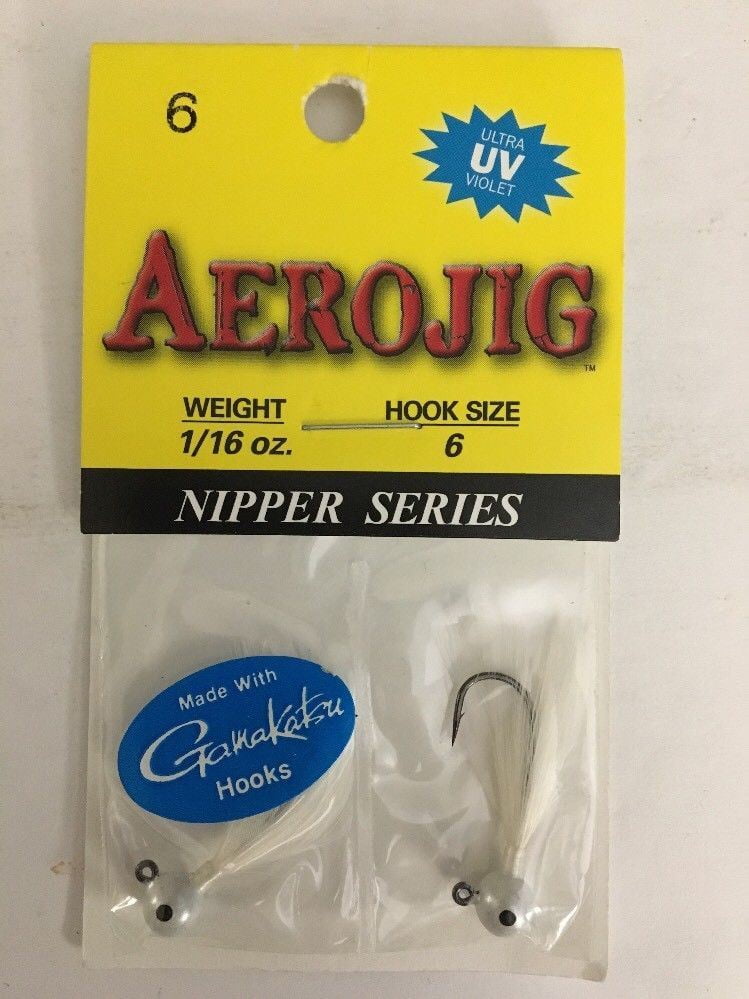 6
ULTRA
UV
VIOLET
AEROJIG
TM
WEIGHT HOOK SIZE
1/16 oz. 6
NIPPER SERIES
Made With
Gamakatsu
Hooks